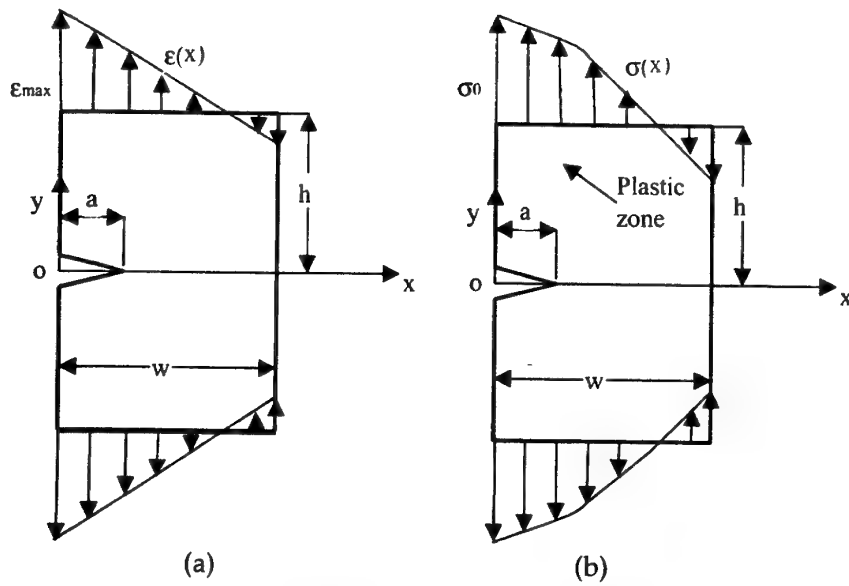 ε(x)
εmax
h
y
a
o
x
w
(a)
σ(x)
σ0
Plastic
zone
h
y
a
o
x
w
(b)